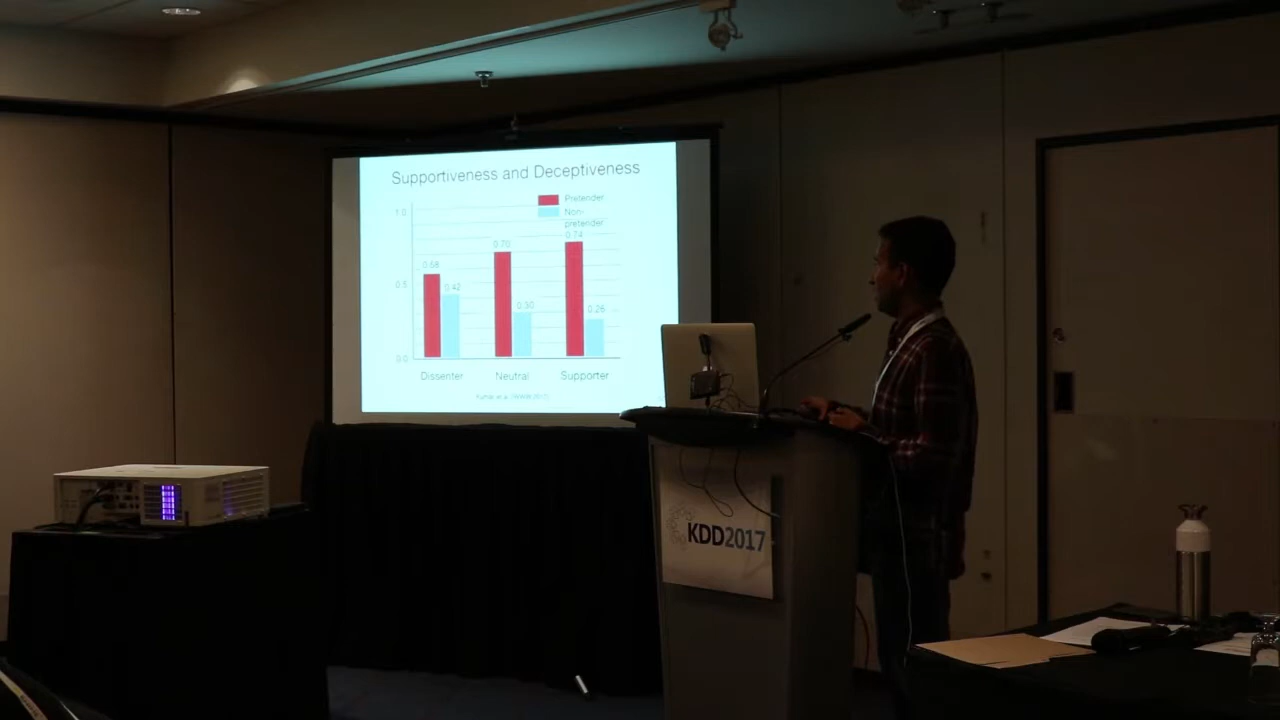 Supportiveness and Deceptiveness
Pretender
Non-
pretender
1.0
0.5
0.0
0.58
0.42
0.70
0.30
0.74
0.26
Dissenter
Neutral
Supporter
KDD2017